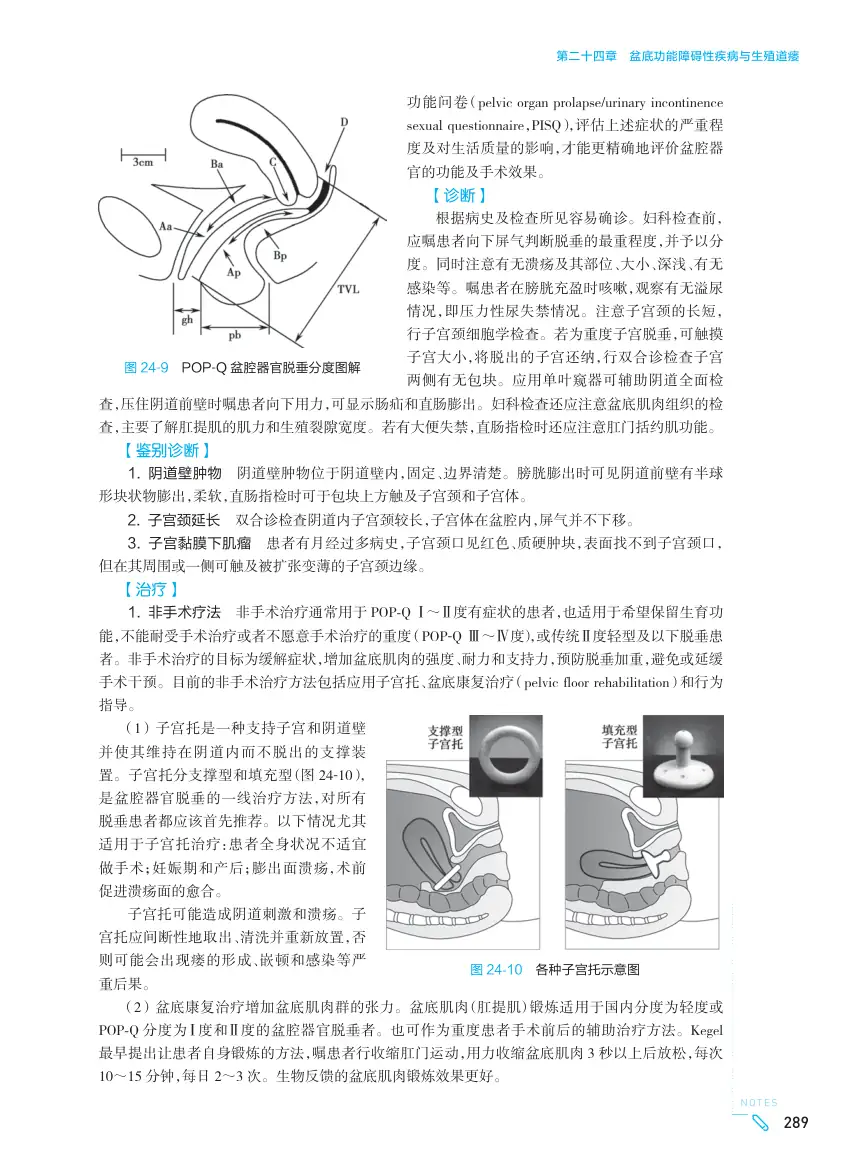 第二十四章　盆底功能障碍性疾病与生殖道瘘
3cm
Ba
C
D
Aa
Ap
Bp
TVL
gh
pb
图 24-9　POP-Q 盆腔器官脱垂分度图解
功能问卷（pelvic organ prolapse/urinary incontinence
sexual questionnaire，PISQ），评估上述症状的严重程
度及对生活质量的影响，才能更精确地评价盆腔器
官的功能及手术效果。
【诊断】
根据病史及检查所见容易确诊。妇科检查前，
应嘱患者向下屏气判断脱垂的最重程度，并予以分
度。同时注意有无溃疡及其部位、大小、深浅、有无
感染等。嘱患者在膀胱充盈时咳嗽，观察有无溢尿
情况，即压力性尿失禁情况。注意子宫颈的长短，
行子宫颈细胞学检查。若为重度子宫脱垂，可触摸
子宫大小，将脱出的子宫还纳，行双合诊检查子宫
两侧有无包块。应用单叶窥器可辅助阴道全面检
查，压住阴道前壁时嘱患者向下用力，可显示肠疝和直肠膨出。妇科检查还应注意盆底肌肉组织的检
查，主要了解肛提肌的肌力和生殖裂隙宽度。若有大便失禁，直肠指检时还应注意肛门括约肌功能。
【鉴别诊断】
1. 阴道壁肿物　阴道壁肿物位于阴道壁内，固定、边界清楚。膀胱膨出时可见阴道前壁有半球
形块状物膨出，柔软，直肠指检时可于包块上方触及子宫颈和子宫体。
2. 子宫颈延长　双合诊检查阴道内子宫颈较长，子宫体在盆腔内，屏气并不下移。
3. 子宫黏膜下肌瘤　患者有月经过多病史，子宫颈口见红色、质硬肿块，表面找不到子宫颈口，
但在其周围或一侧可触及被扩张变薄的子宫颈边缘。
【治疗】
1. 非手术疗法　非手术治疗通常用于 POP-Q Ⅰ～Ⅱ度有症状的患者，也适用于希望保留生育功
能，不能耐受手术治疗或者不愿意手术治疗的重度（POP-Q Ⅲ～Ⅳ度），或传统Ⅱ度轻型及以下脱垂患
者。非手术治疗的目标为缓解症状，增加盆底肌肉的强度、耐力和支持力，预防脱垂加重，避免或延缓
手术干预。目前的非手术治疗方法包括应用子宫托、盆底康复治疗（pelvic floor rehabilitation）和行为
指导。
（1）子宫托是一种支持子宫和阴道壁
并使其维持在阴道内而不脱出的支撑装
置。子宫托分支撑型和填充型（图 24-10），
是盆腔器官脱垂的一线治疗方法，对所有
脱垂患者都应该首先推荐。以下情况尤其
适用于子宫托治疗：患者全身状况不适宜
做手术；妊娠期和产后；膨出面溃疡，术前
促进溃疡面的愈合。
子宫托可能造成阴道刺激和溃疡。子
宫托应间断性地取出、清洗并重新放置，否
则可能会出现瘘的形成、嵌顿和感染等严
重后果。
支撑型
子宫托
填充型
子宫托
图 24-10　各种子宫托示意图
（2）盆底康复治疗增加盆底肌肉群的张力。盆底肌肉（肛提肌）锻炼适用于国内分度为轻度或
POP-Q 分度为Ⅰ度和Ⅱ度的盆腔器官脱垂者。也可作为重度患者手术前后的辅助治疗方法。Kegel
最早提出让患者自身锻炼的方法，嘱患者行收缩肛门运动，用力收缩盆底肌肉 3 秒以上后放松，每次
10～15 分钟，每日 2～3 次。生物反馈的盆底肌肉锻炼效果更好。
NOTES
289